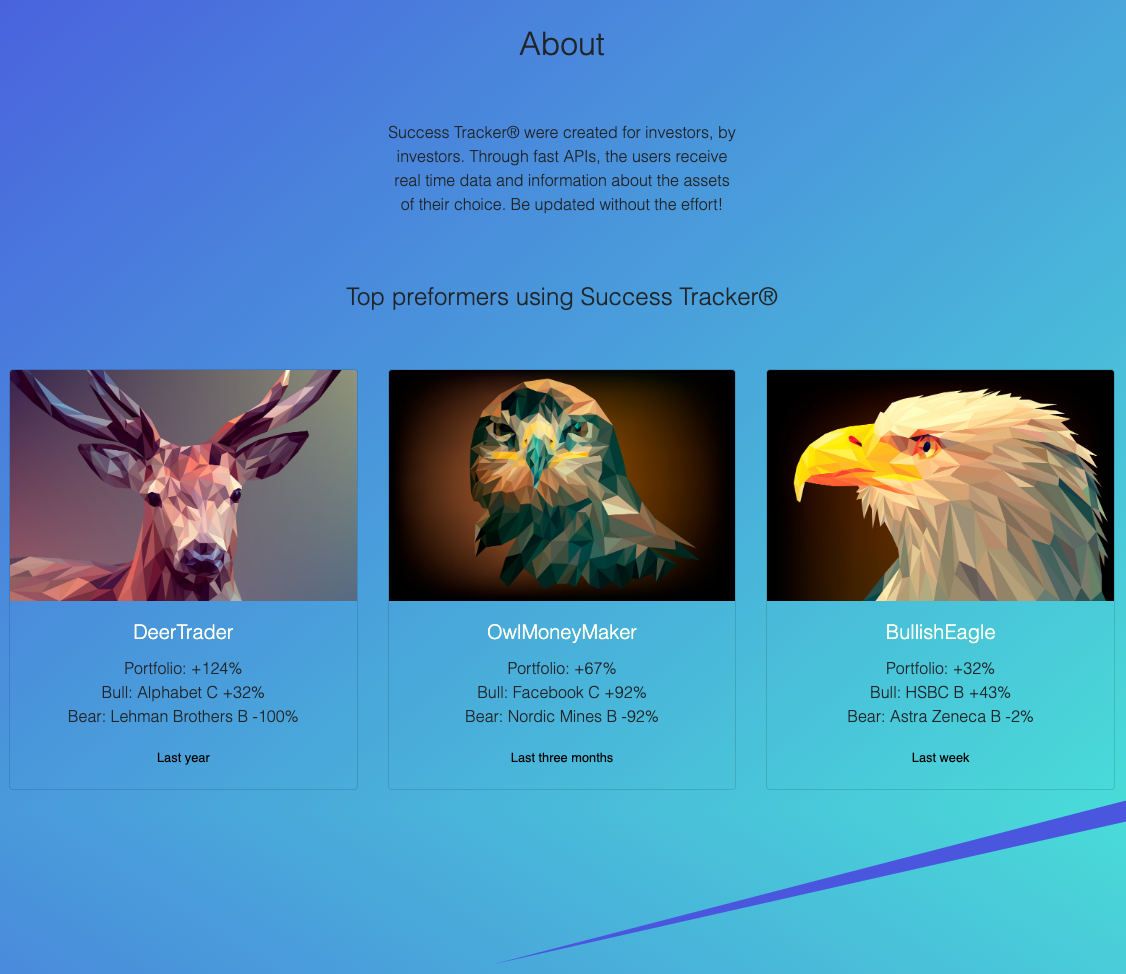 About
Success Tracker® were created for investors, by
investors. Through fast APIs, the users receive
real time data and information about the assets
of their choice. Be updated without the effort!
Top preformers using Success Tracker®
DeerTrader
Portfolio: +124%
Bull: Alphabet C +32%
Bear: Lehman Brothers B -100%
Last year
OwlMoneyMaker
Portfolio: +67%
Bull: Facebook C +92%
Bear: Nordic Mines B -92%
Last three months
BullishEagle
Portfolio: +32%
Bull: HSBC B +43%
Bear: Astra Zeneca B -2%
Last week